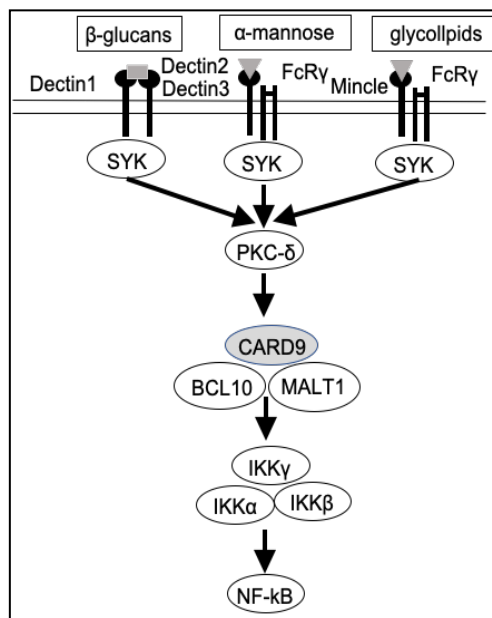 β-glucans
α-mannose
glycollpids
Dectin1
Dectin2
Dectin3
FcRγ
Mincle
FcRγ
SYK
SYK
SYK
PKC-δ
CARD9
BCL10
MALT1
IKKγ
IKKα
IKKβ
NF-kB